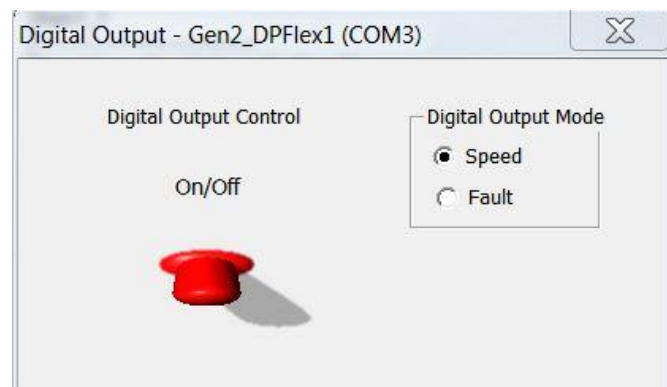 Digital Output - Gen2_DPFlex1 (COM3)
Digital Output Control
On/Off
Digital Output Mode
Speed
Fault